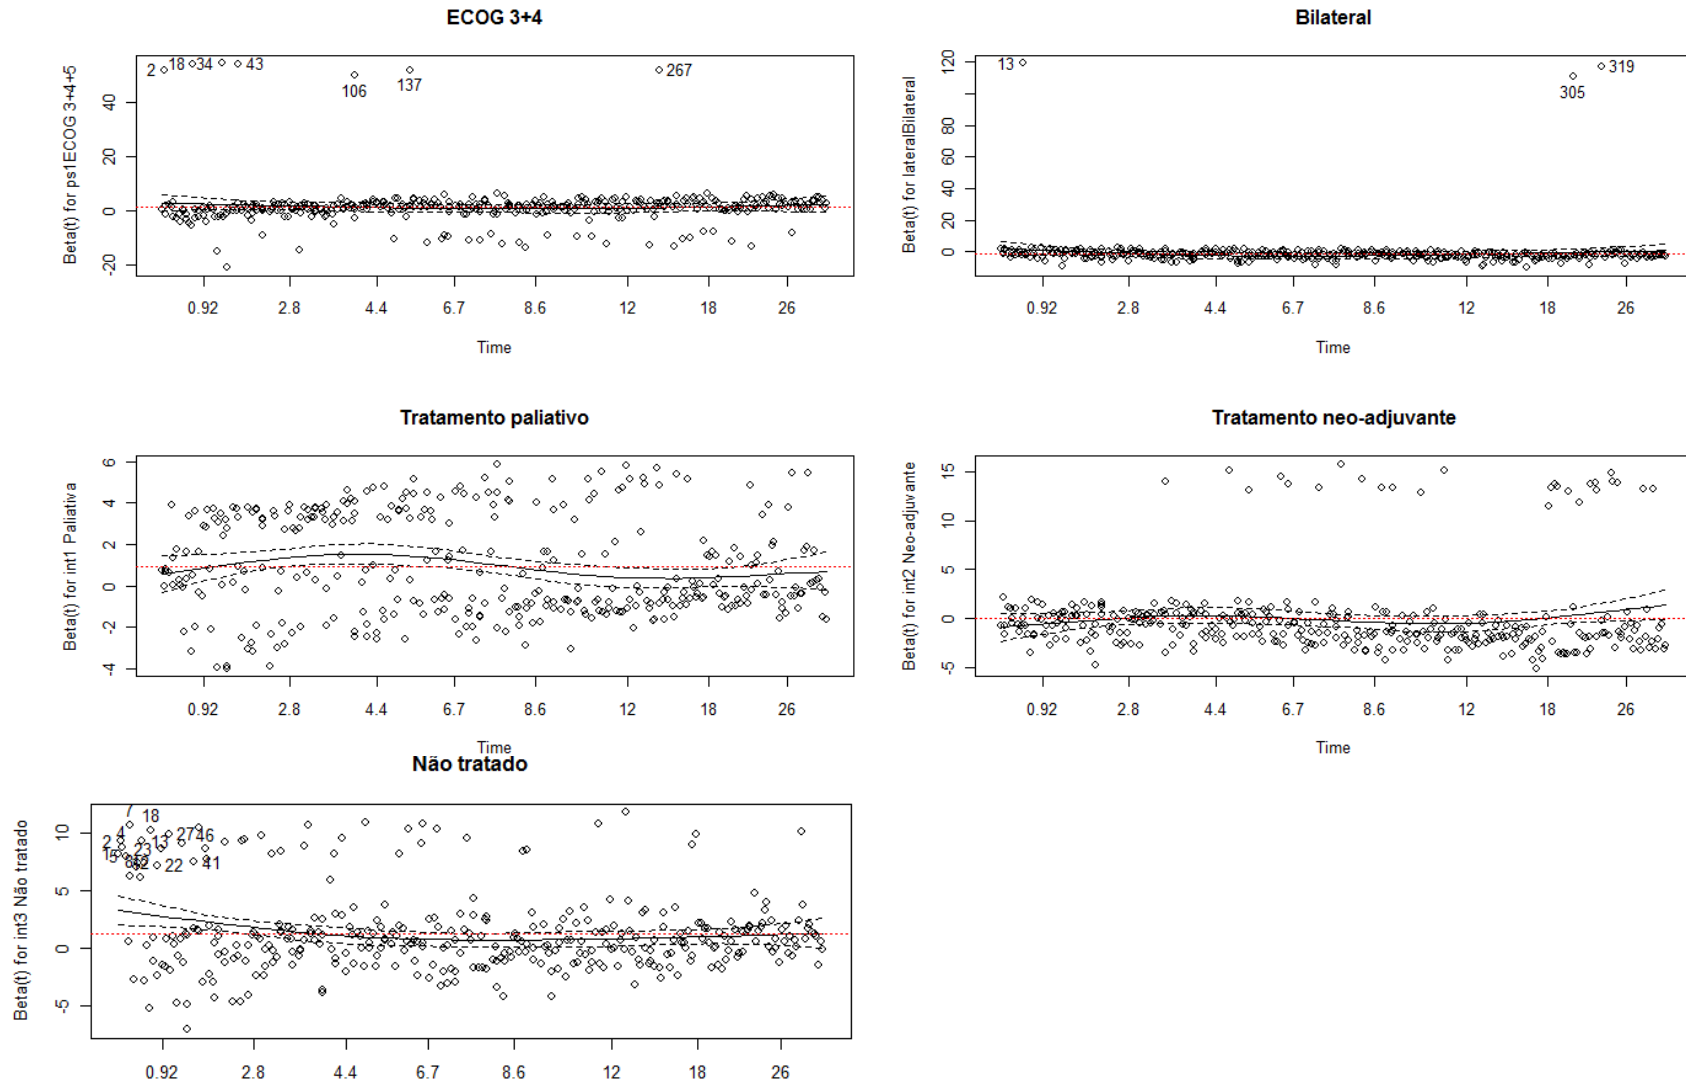 ECOG 3+4
Beta(t) for ps1ECOG 3+4+5
40
20
0
-20
2
18
34
43
106
137
267
0.92 2.8 4.4 6.7 8.6 12 18 26
Time
Bilateral
Beta(t) for lateralBilateral
120
80
60
40
20
0
13
305
319
0.92 2.8 4.4 6.7 8.6 12 18 26
Time
Tratamento paliativo
Beta(t) for int1 Paliativa
6
4
2
0
-2
-4
0.92 2.8 4.4 6.7 8.6 12 18 26
Time
Tratamento neo-adjuvante
Beta(t) for int2 Neo-adjuvante
15
10
5
0
-5
0.92 2.8 4.4 6.7 8.6 12 18 26
Time
Não tratado
Beta(t) for int3 Não tratado
10
5
0
-5
7
18
4
2
13
27
46
23
22
41
0.92 2.8 4.4 6.7 8.6 12 18 26